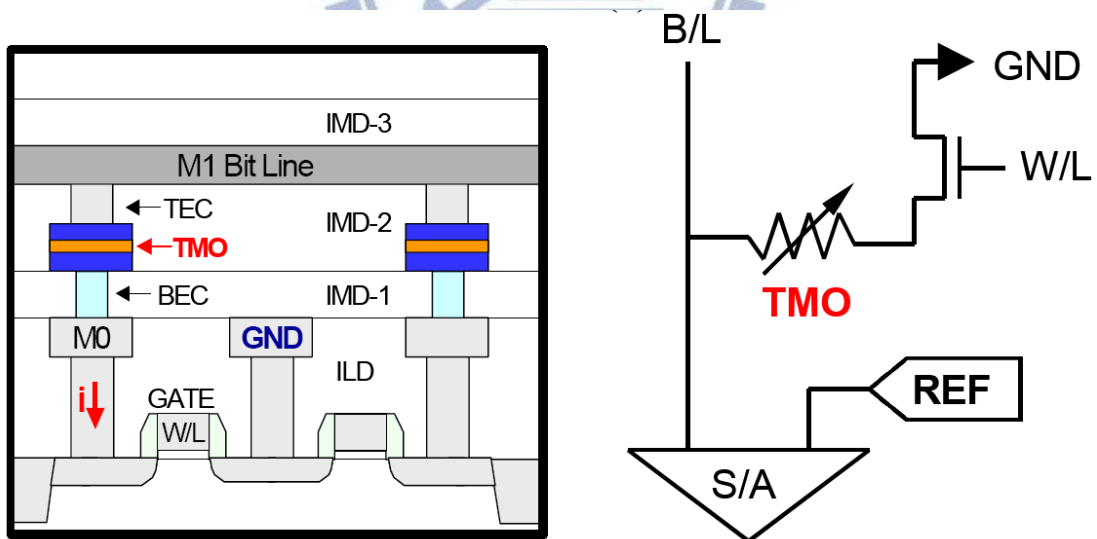 IMD-3
M1 Bit Line
TEC
IMD-2
TMO
BEC
IMD-1
M0
GND
ILD
i
GATE
W/L
B/L
GND
W/L
TMO
REF
S/A